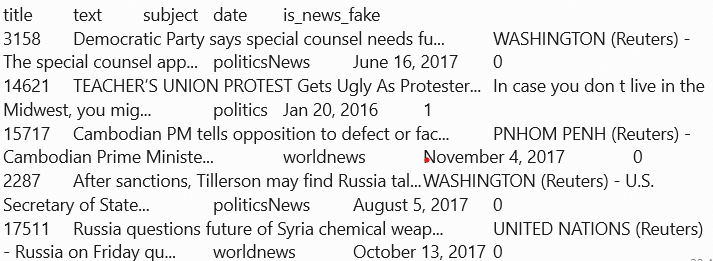 title text subject date is_news_fake
3158 Democratic Party says special counsel needs fu... WASHINGTON (Reuters) -
The special counsel app... politicsNews June 16, 2017 0
14621 TEACHER’S UNION PROTEST Gets Ugly As Protester... In case you don t live in the
Midwest, you mig... politics Jan 20, 2016 1
15717 Cambodian PM tells opposition to defect or fac... PNHOM PENH (Reuters) -
Cambodian Prime Ministe... worldnews November 4, 2017 0
2287 After sanctions, Tillerson may find Russia tal... WASHINGTON (Reuters) - U.S.
Secretary of State... politicsNews August 5, 2017 0
17511 Russia questions future of Syria chemical weap... UNITED NATIONS (Reuters)
- Russia on Friday qu... worldnews October 13, 2017 0